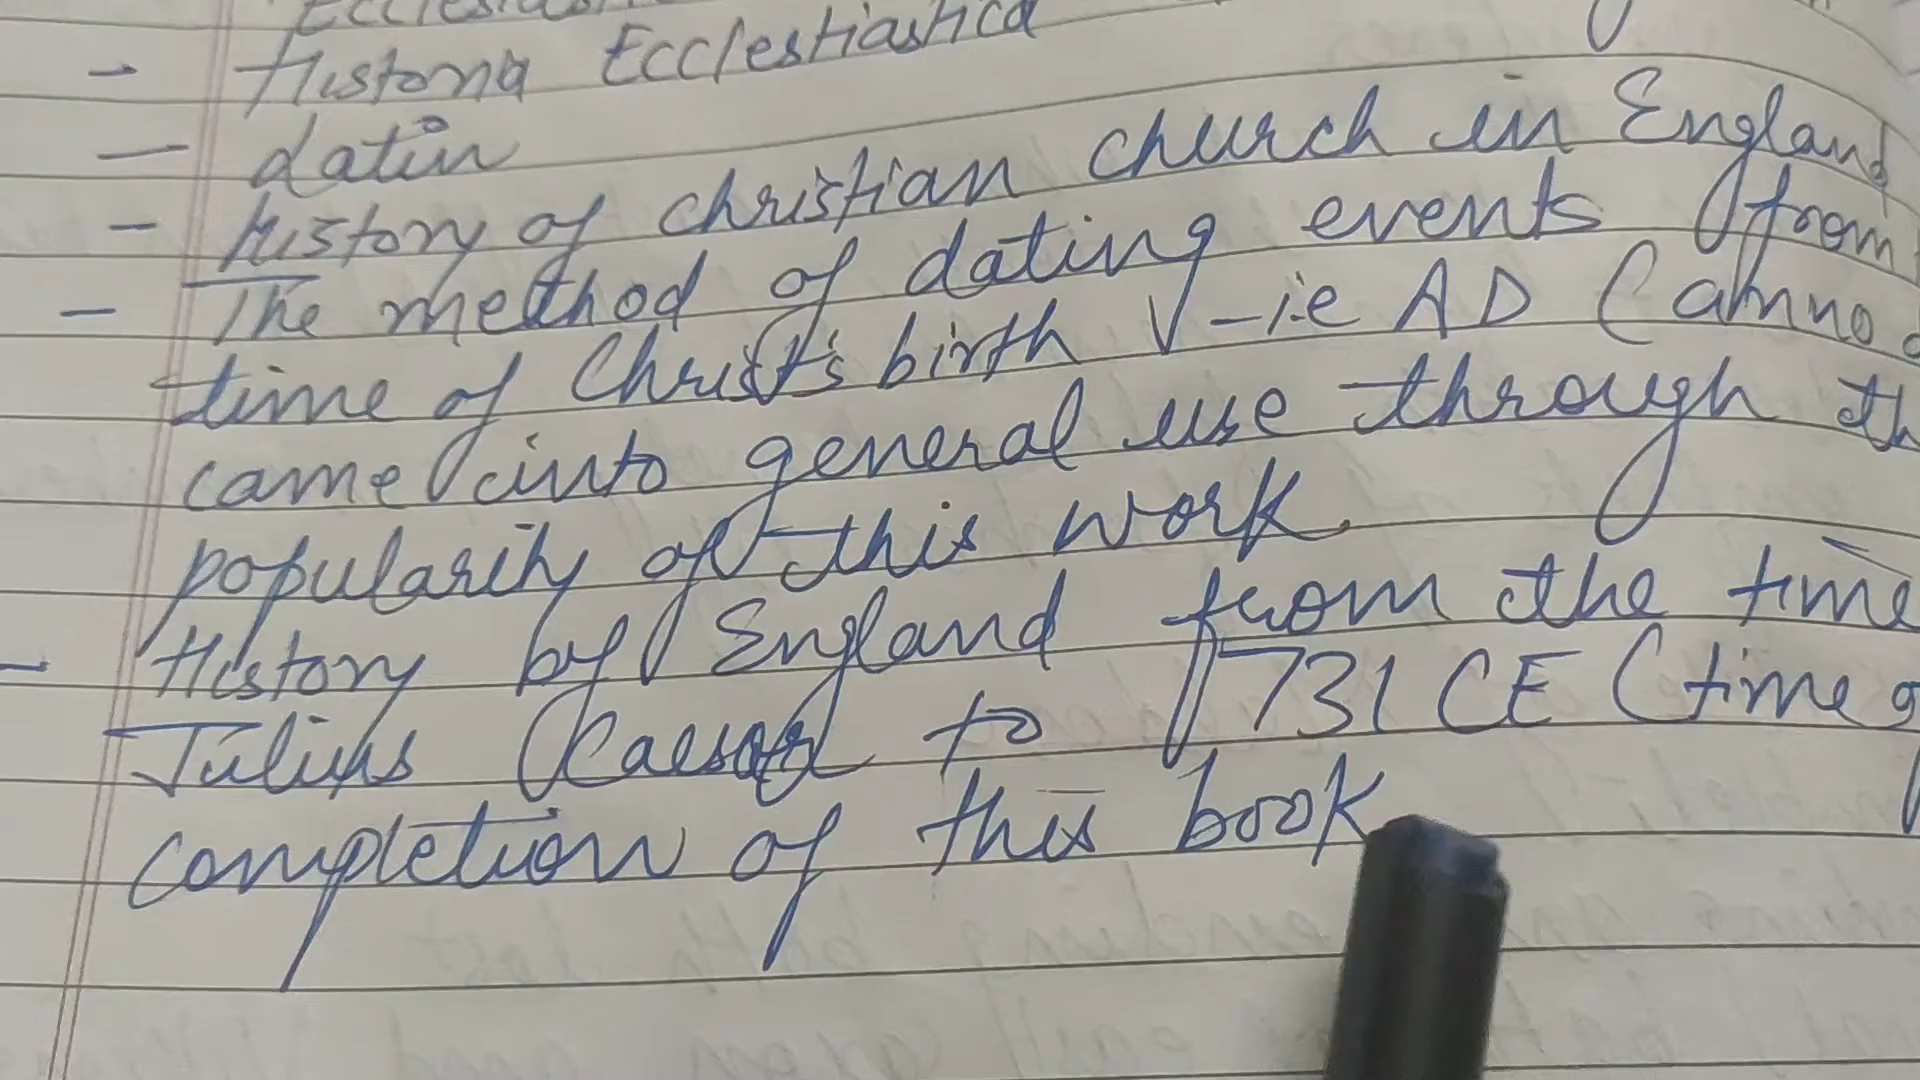 - Historia Ecclestiastica
- Latin
- History of christian church in England
- The method of dating events from
time of Christ's birth - i.e AD (anno
came into general use through th
popularity of this work.
- History by England from the time
Julius Caesar to 731 CE (time o
completion of this book